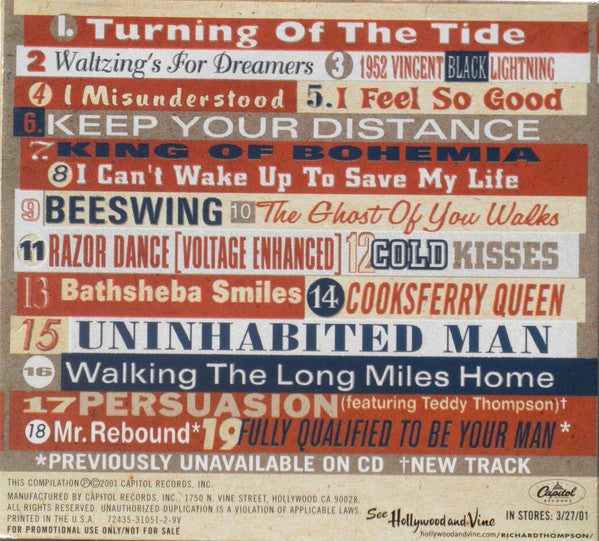 1. Turning Of The Tide
2 Waltzing's For Dreamers 3 1952 VINCENT BLACK LIGHTNING
4 I Misunderstood 5. I Feel So Good
6. KEEP YOUR DISTANCE
7. KING OF BOHEMIA
8 I Can't Wake Up To Save My Life
9 BEESWING 10 The Ghost Of You Walks
11 RAZOR DANCE [VOLTAGE ENHANCED] 12 COLD KISSES
13 Bathsheba Smiles 14 COOKSFERRY QUEEN
15 UNINHABITED MAN
16 Walking The Long Miles Home
17 PERSUASION (featuring Teddy Thompson)†
18 Mr. Rebound* 19 FULLY QUALIFIED TO BE YOUR MAN*
*PREVIOUSLY UNAVAILABLE ON CD †NEW TRACK
THIS COMPILATION ℗©2001 CAPITOL RECORDS, INC.
MANUFACTURED BY CAPITOL RECORDS, INC., 1750 N. VINE STREET, HOLLYWOOD CA 90028.
ALL RIGHTS RESERVED. UNAUTHORIZED DUPLICATION IS A VIOLATION OF APPLICABLE LAWS.
PRINTED IN THE U.S.A. 72435-31051-2-9V
FOR PROMOTIONAL USE ONLY/NOT FOR SALE
See Hollywood and Vine
Capitol
RECORDS
IN STORES: 3/27/01
hollywoodandvine.com/RICHARDTHOMPSON/